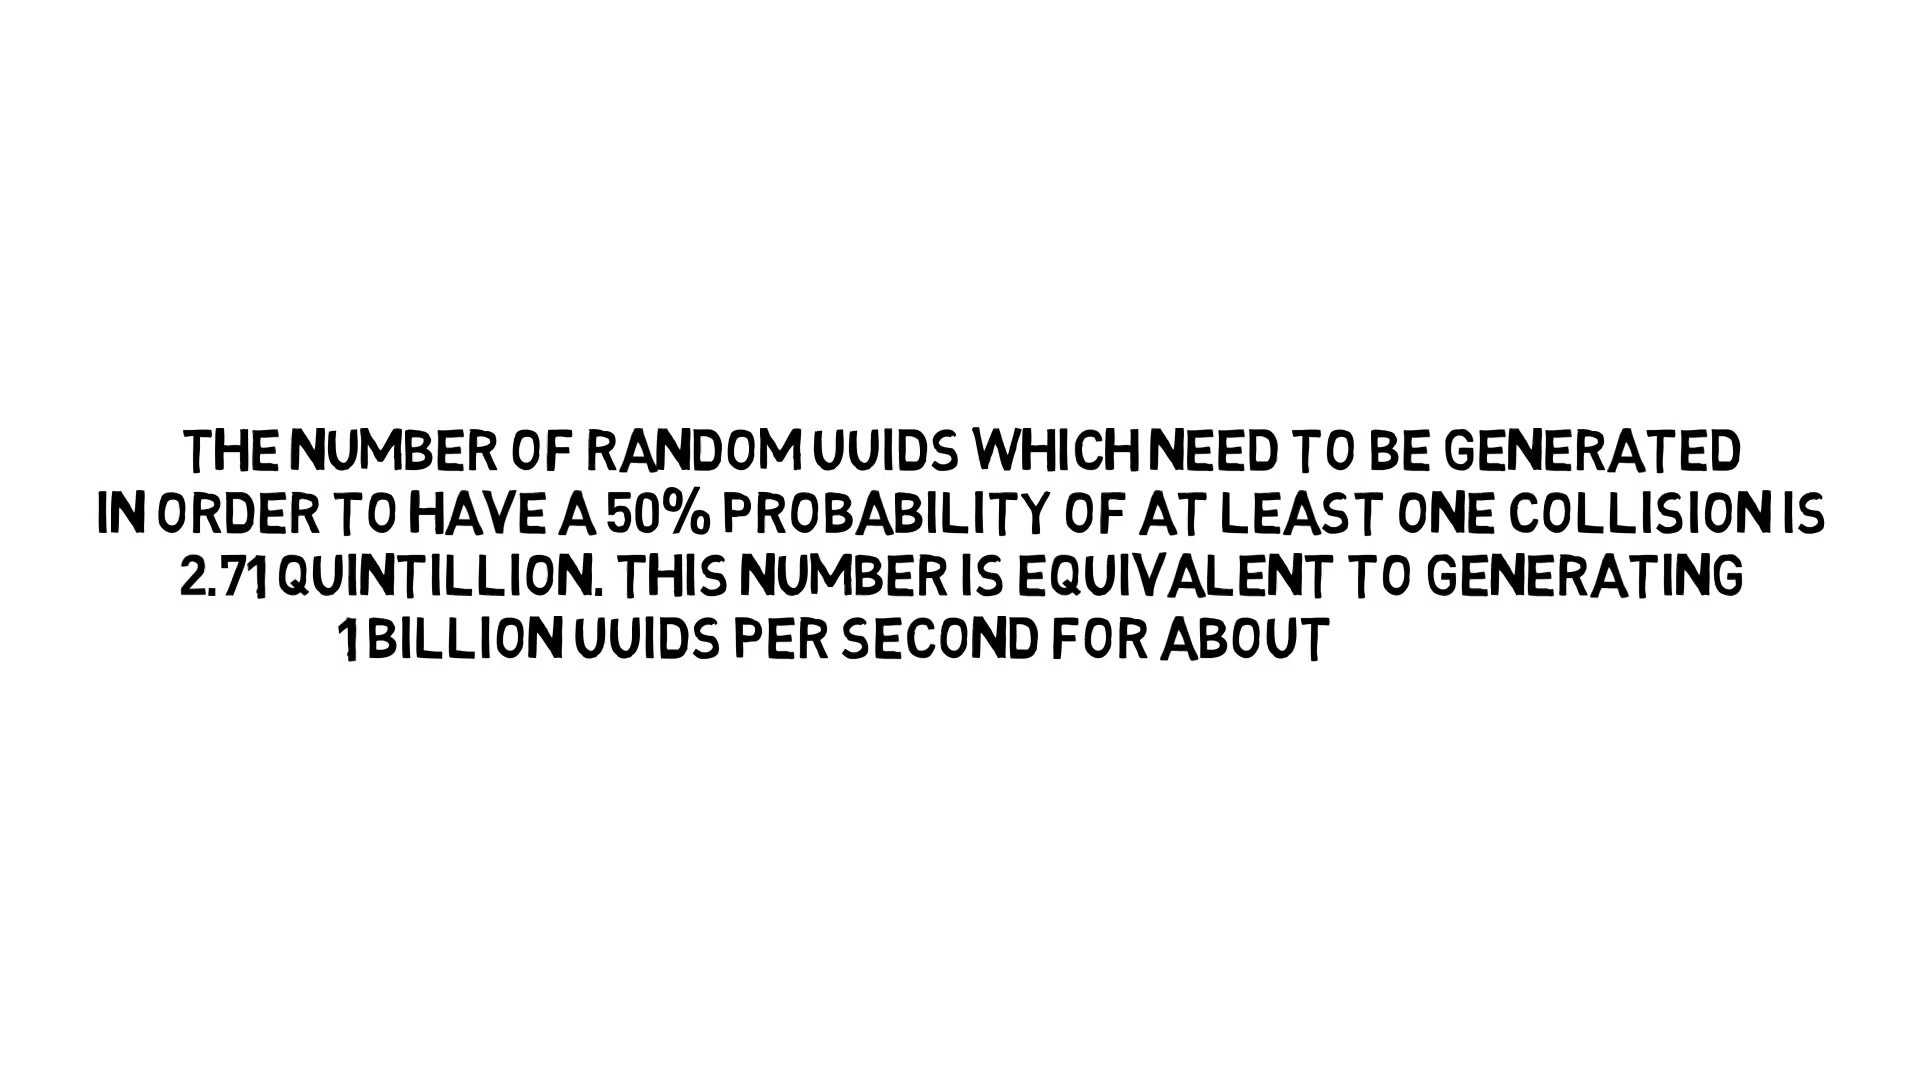 THE NUMBER OF RANDOM UUIDS WHICH NEED TO BE GENERATED
IN ORDER TO HAVE A 50% PROBABILITY OF AT LEAST ONE COLLISION IS
2.71 QUINTILLION. THIS NUMBER IS EQUIVALENT TO GENERATING
1 BILLION UUIDS PER SECOND FOR ABOUT